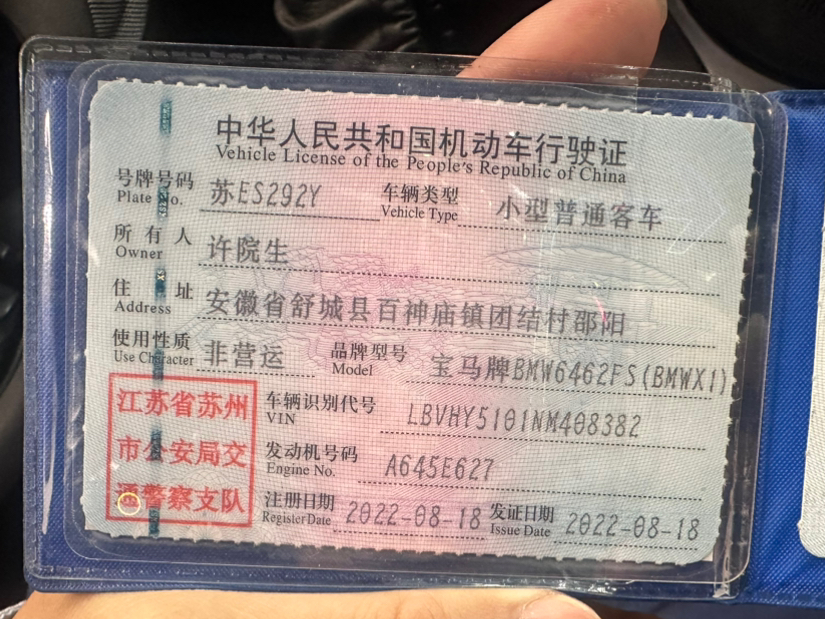 中华人民共和国机动车行驶证
Vehicle License of the People's Republic of China
号牌号码 苏ES292Y 车辆类型 小型普通客车
Plate No. Vehicle Type
所有人 许院生
Owner
住址 安徽省舒城县百神庙镇团结村邵阳
Address
使用性质 非营运 品牌型号 宝马牌BMW6462FS(BMWX1)
Use Character Model
江苏省苏州
市公安局交
通警察支队
车辆识别代号 LBVHY5101NM408382
VIN
发动机号码 A645E627
Engine No.
注册日期 2022-08-18 发证日期 2022-08-18
Register Date Issue Date